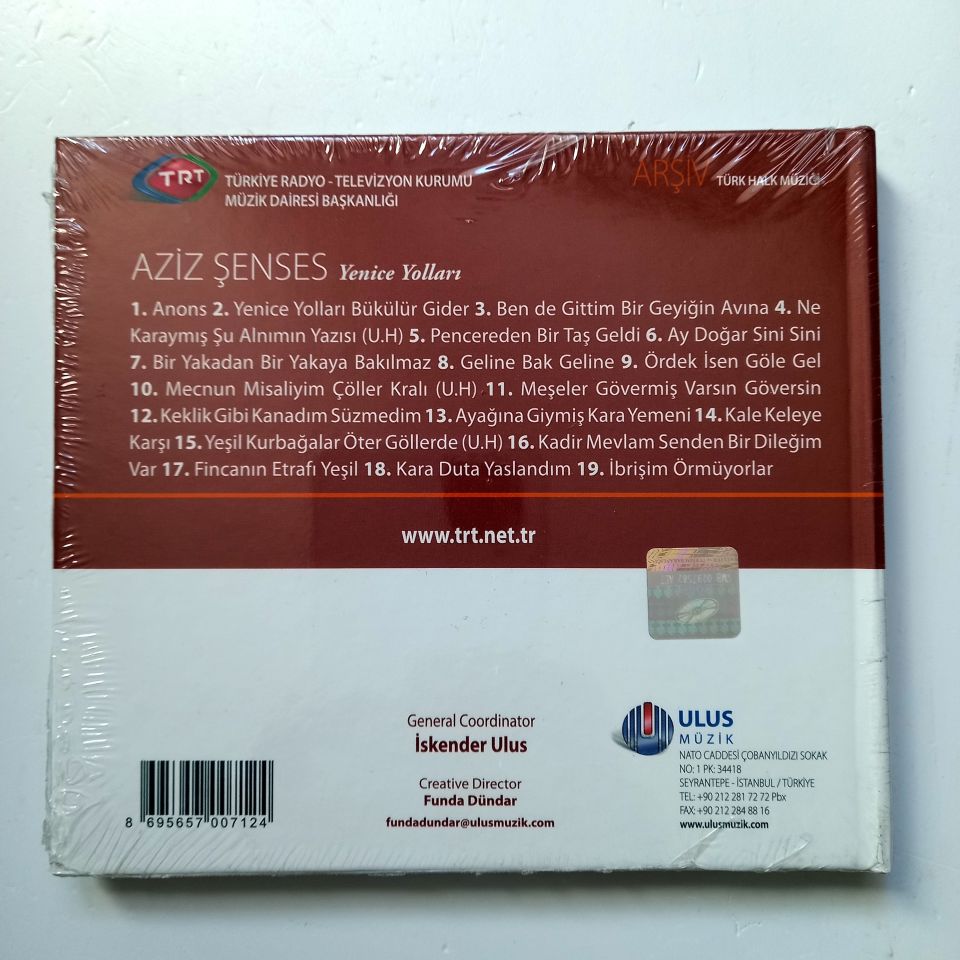 TRT
TÜRKİYE RADYO - TELEVİZYON KURUMU
MÜZİK DAİRESİ BAŞKANLIĞI
ARŞİV TÜRK HALK MÜZİĞİ
AZİZ ŞENSES Yenice Yolları
1. Anons 2. Yenice Yolları Bükülür Gider 3. Ben de Gittim Bir Geyiğin Avına 4. Ne
Karaymış Şu Alnımın Yazısı (U.H) 5. Pencereden Bir Taş Geldi 6. Ay Doğar Sini Sini
7. Bir Yakadan Bir Yakaya Bakılmaz 8. Geline Bak Geline 9. Ördek İsen Göle Gel
10. Mecnun Misaliyim Çöller Kralı (U.H) 11. Meşeler Gövermiş Varsın Göversin
12. Keklik Gibi Kanadım Süzmedim 13. Ayağına Giymiş Kara Yemeni 14. Kale Keleye
Karşı 15. Yeşil Kurbağalar Öter Göllerde (U.H) 16. Kadir Mevlam Senden Bir Dileğim
Var 17. Fincanın Etrafı Yeşil 18. Kara Duta Yaslandım 19. İbrişim Örmüyorlar
www.trt.net.tr
General Coordinator
İskender Ulus
Creative Director
Funda Dündar
fundadundar@ulusmuzik.com
ULUS
MÜZİK
NATO CADDESİ ÇOBANYILDIZI SOKAK
NO: 1 PK: 34418
SEYRANTEPE - İSTANBUL / TÜRKİYE
TEL: +90 212 281 72 72 Pbx
FAX: +90 212 284 88 16
www.ulusmuzik.com
8 695657 007124